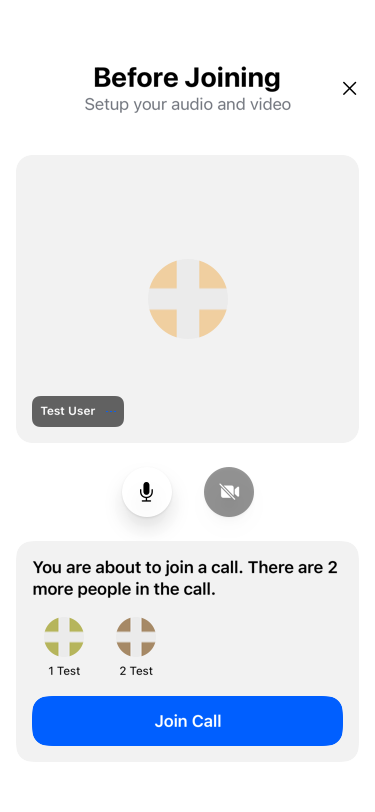 Before Joining
Setup your audio and video
Test User
You are about to join a call. There are 2
more people in the call.
1 Test
2 Test
Join Call